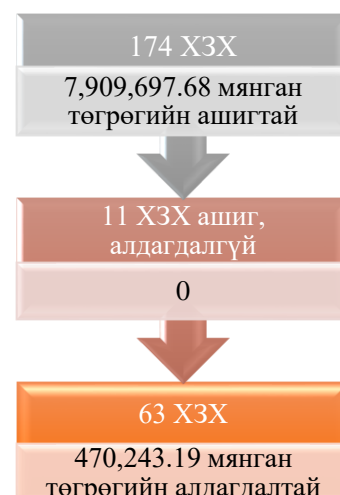 174 ХЗХ
7,909,697.68 мянган
төгрөгийн ашигтай
11 ХЗХ ашиг,
алдагдалгүй
0
63 ХЗХ
470,243.19 мянган
төгрөгийн алдагдалтай